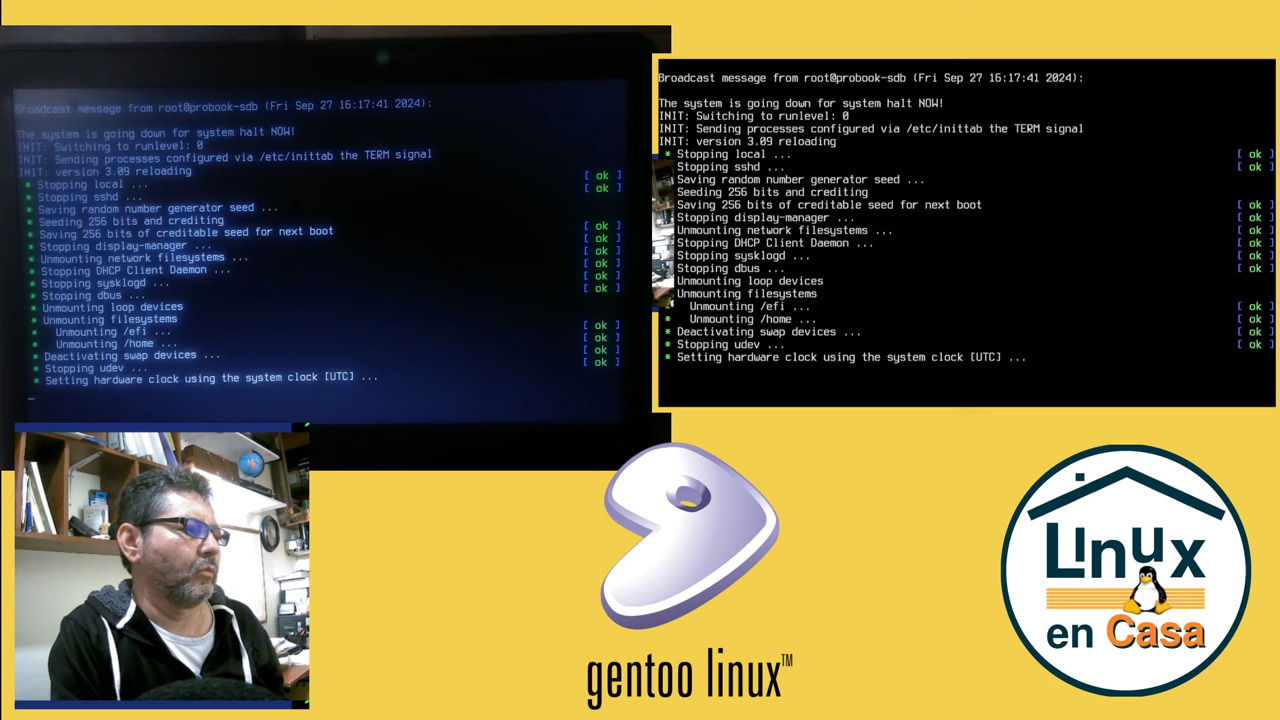 Broadcast message from root@probook-sdb (Fri Sep 27 16:17:41 2024):
The system is going down for system halt NOW!
INIT: Switching to runlevel: 0
INIT: Sending processes configured via /etc/inittab the TERM signal
INIT: version 3.09 reloading
* Stopping local ... [ ok ]
* Stopping sshd ... [ ok ]
* Saving random number generator seed ...
* Seeding 256 bits and crediting
* Saving 256 bits of creditable seed for next boot [ ok ]
* Stopping display-manager ... [ ok ]
* Unmounting network filesystems ... [ ok ]
* Stopping DHCP Client Daemon ... [ ok ]
* Stopping sysklogd ... [ ok ]
* Stopping dbus ... [ ok ]
* Unmounting loop devices
* Unmounting filesystems
* Unmounting /efi ... [ ok ]
* Unmounting /home ... [ ok ]
* Deactivating swap devices ... [ ok ]
* Stopping udev ... [ ok ]
* Setting hardware clock using the system clock [UTC] ...
_
Broadcast message from root@probook-sdb (Fri Sep 27 16:17:41 2024):
The system is going down for system halt NOW!
INIT: Switching to runlevel: 0
INIT: Sending processes configured via /etc/inittab the TERM signal
INIT: version 3.09 reloading
* Stopping local ... [ ok ]
Stopping sshd ... [ ok ]
Saving random number generator seed ...
Seeding 256 bits and crediting
Saving 256 bits of creditable seed for next boot [ ok ]
Stopping display-manager ... [ ok ]
Unmounting network filesystems ... [ ok ]
Stopping DHCP Client Daemon ... [ ok ]
Stopping sysklogd ... [ ok ]
Stopping dbus ... [ ok ]
Unmounting loop devices
Unmounting filesystems
Unmounting /efi ... [ ok ]
* Unmounting /home ... [ ok ]
* Deactivating swap devices ... [ ok ]
* Stopping udev ... [ ok ]
* Setting hardware clock using the system clock [UTC] ...
gentoo linux™
Linux
en Casa